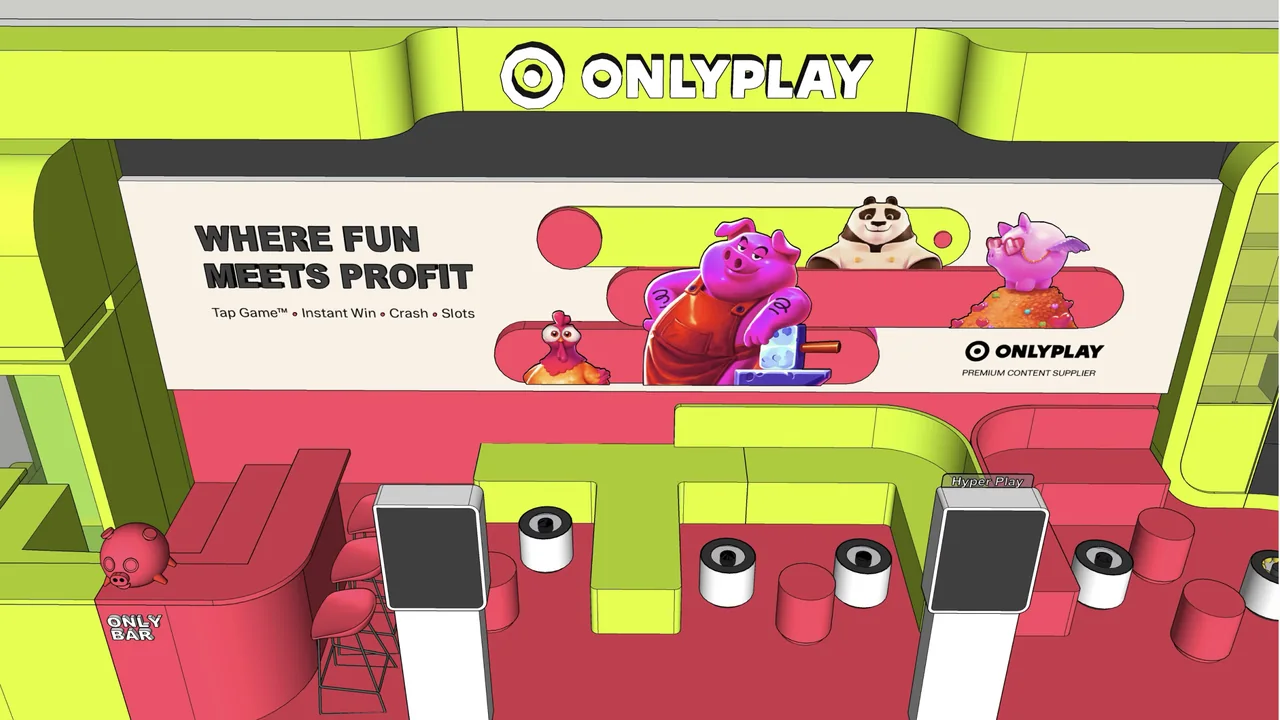 ONLYPLAY
WHERE FUN
MEETS PROFIT
Tap Game™ • Instant Win • Crash • Slots
ONLYPLAY
PREMIUM CONTENT SUPPLIER
Hyper Play
ONLY
BAR